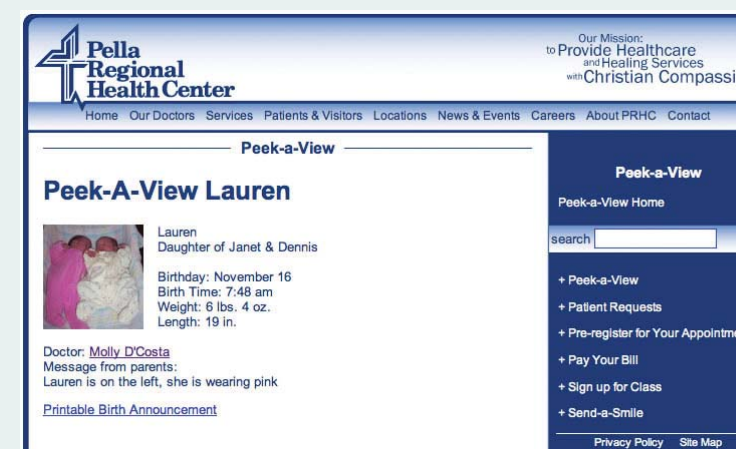 Pella
Regional
Health Center
Our Mission:
to Provide Healthcare
and Healing Services
with Christian Compassi
Home Our Doctors Services Patients & Visitors Locations News & Events Careers About PRHC Contact
Peek-a-View
Peek-A-View Lauren
Lauren
Daughter of Janet & Dennis
Birthday: November 16
Birth Time: 7:48 am
Weight: 6 lbs. 4 oz.
Length: 19 in.
Doctor: Molly D'Costa
Message from parents:
Lauren is on the left, she is wearing pink
Printable Birth Announcement
Peek-a-View
Peek-a-View Home
search
+ Peek-a-View
+ Patient Requests
+ Pre-register for Your Appointme
+ Pay Your Bill
+ Sign up for Class
+ Send-a-Smile
Privacy Policy Site Map